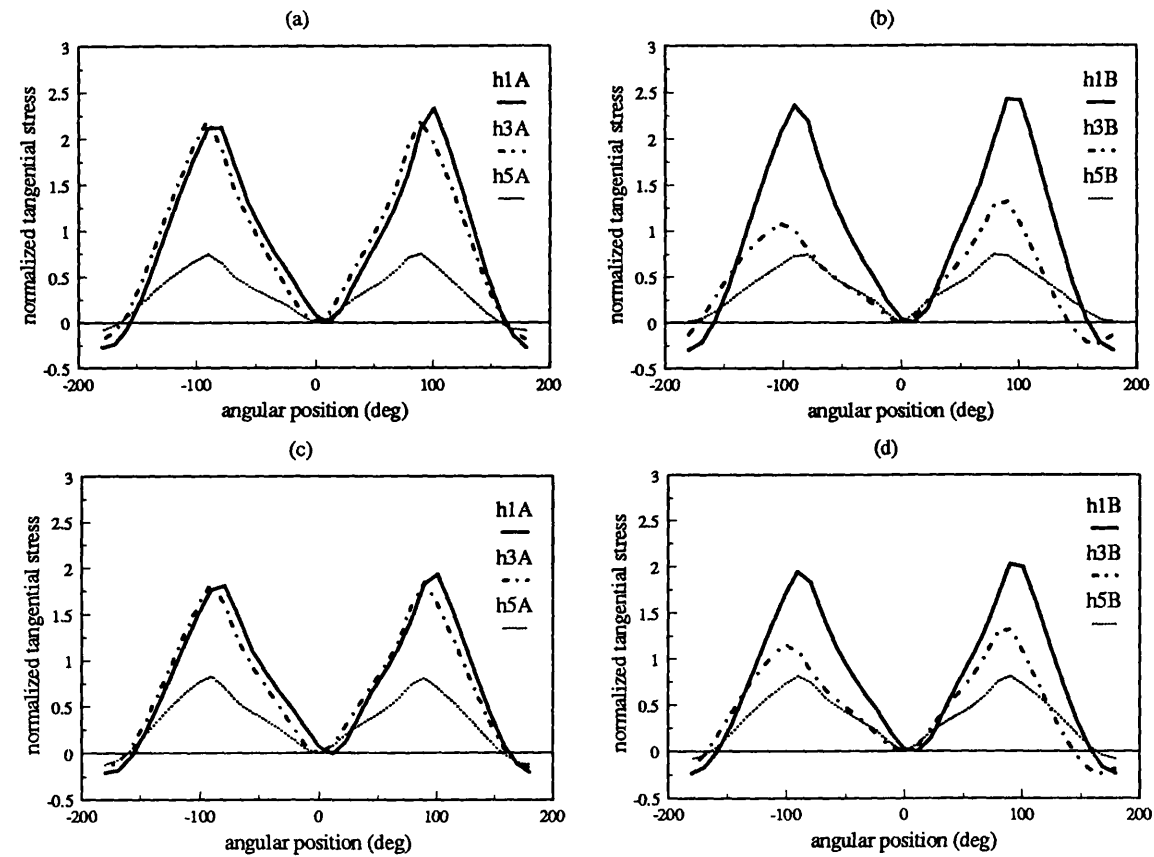 (a)
normalized tangential stress
3
2.5
2
1.5
1
0.5
0
-0.5
-200
-100
0
100
200
angular position (deg)
h1A
h3A
h5A
(b)
normalized tangential stress
3
2.5
2
1.5
1
0.5
0
-0.5
-200
-100
0
100
200
angular position (deg)
h1B
h3B
h5B
(c)
normalized tangential stress
3
2.5
2
1.5
1
0.5
0
-0.5
-200
-100
0
100
200
angular position (deg)
h1A
h3A
h5A
(d)
normalized tangential stress
3
2.5
2
1.5
1
0.5
0
-0.5
-200
-100
0
100
200
angular position (deg)
h1B
h3B
h5B